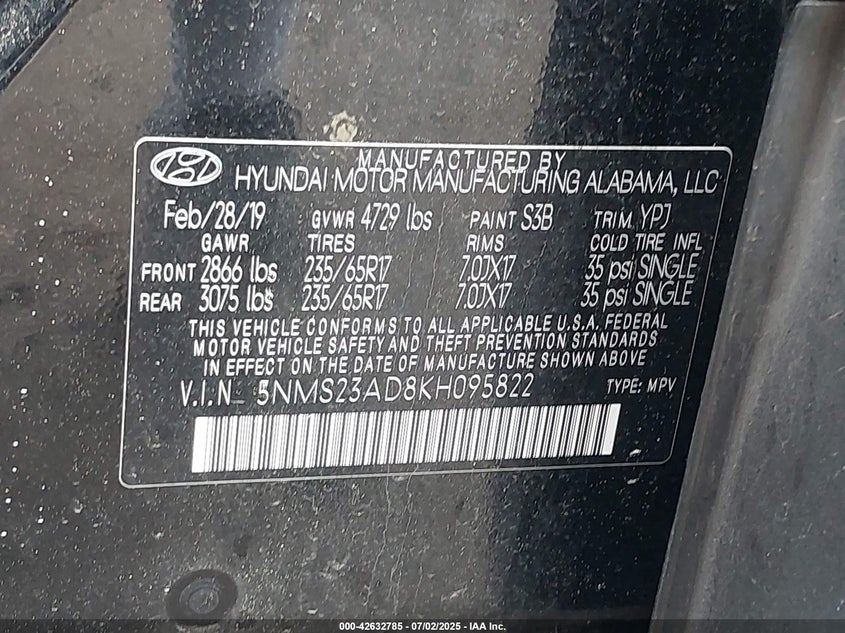 MANUFACTURED BY
HYUNDAI MOTOR MANUFACTURING ALABAMA, LLC
Feb/28/19 GVWR 4729 lbs PAINT S3B TRIM YPJ
GAWR TIRES RIMS COLD TIRE INFL
FRONT 2866 lbs 235/65R17 7.0JX17 35 psi SINGLE
REAR 3075 lbs 235/65R17 7.0JX17 35 psi SINGLE
THIS VEHICLE CONFORMS TO ALL APPLICABLE U.S.A. FEDERAL
MOTOR VEHICLE SAFETY AND THEFT PREVENTION STANDARDS
IN EFFECT ON THE DATE OF MANUFACTURE SHOWN ABOVE
V.I.N_ 5NMS23AD8KH095822 TYPE: MPV
000-42632785 - 07/02/2025 - IAA Inc.